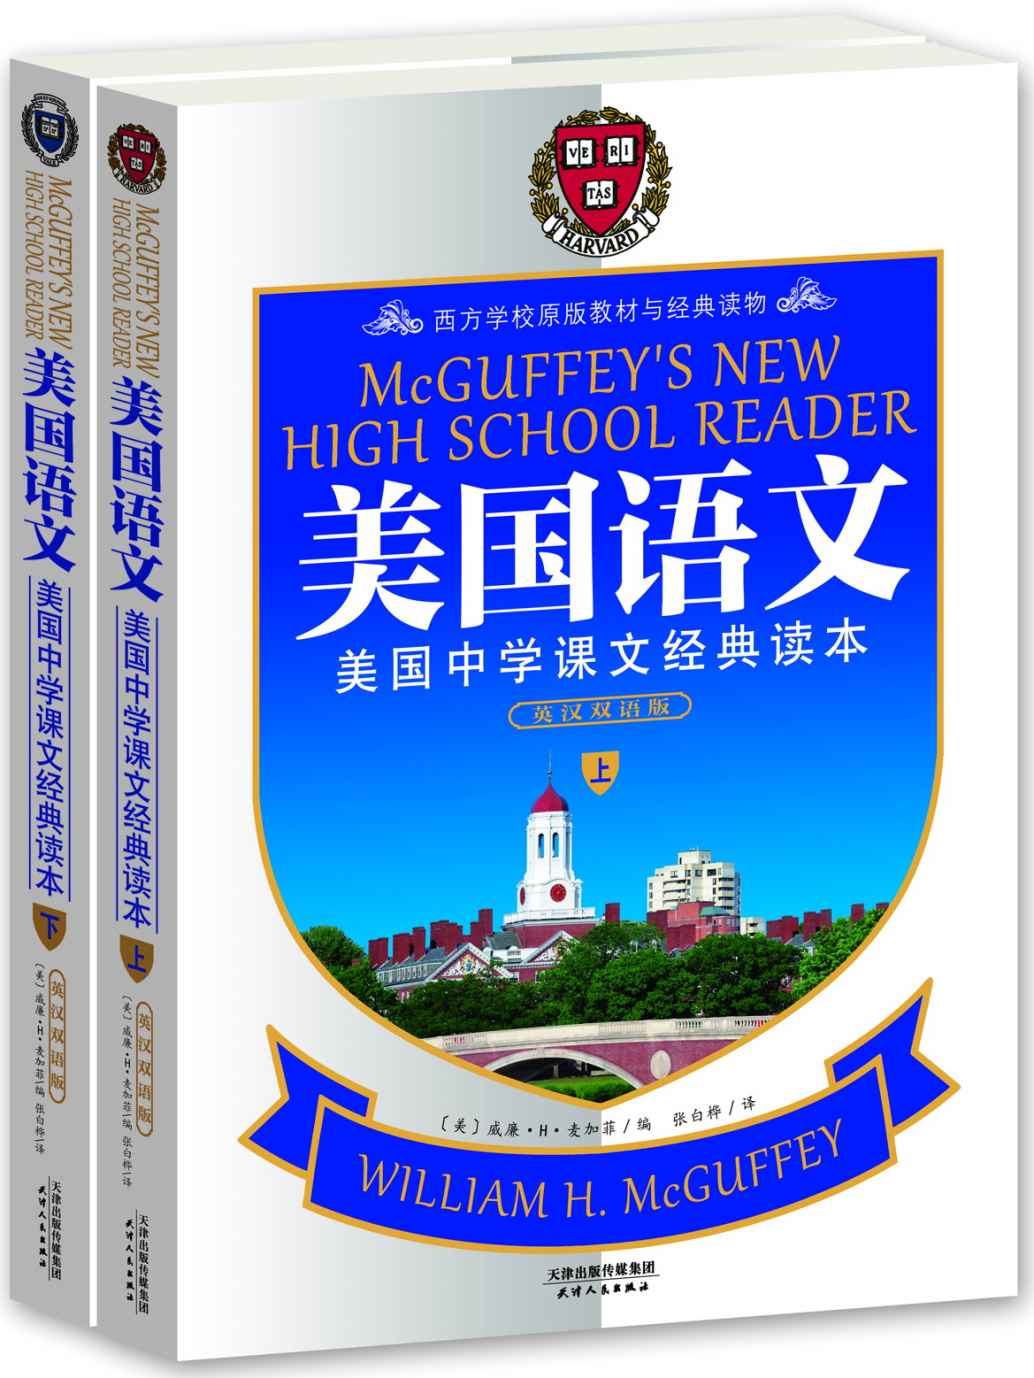 VE RI
TAS
HARVARD
西方学校原版教材与经典读物
McGUFFEY'S NEW
HIGH SCHOOL READER
美国语文
美国中学课文经典读本
英汉双语版
上
〔美〕威廉·H·麦加菲/编 张白桦/译
WILLIAM H. McGUFFEY
天津出版传媒集团
天津人民出版社
VE RI
TAS
HARVARD
McGUFFEY'S NEW
HIGH SCHOOL READER
美国语文
美国中学课文经典读本
上
英汉双语版
〔美〕威廉·H·麦加菲/编 张白桦/译
天津出版传媒集团
天津人民出版社
McGUFFEY'S NEW
HIGH SCHOOL READER
美国语文
美国中学课文经典读本
下
英汉双语版
〔美〕威廉·H·麦加菲/编 张白桦/译
天津出版传媒集团
天津人民出版社